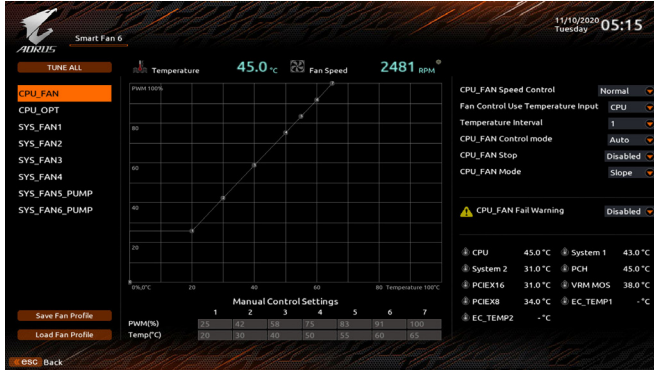 11/10/2020 05:15
Tuesday
Smart Fan 6
AORUS
TUNE ALL
Temperature 45.0 °C Fan Speed 2481 RPM
CPU_FAN
CPU_OPT
SYS_FAN1
SYS_FAN2
SYS_FAN3
SYS_FAN4
SYS_FAN5_PUMP
SYS_FAN6_PUMP
Save Fan Profile
Load Fan Profile
esc Back
PWM 100%
80
60
40
20
0%,0°C 20 40 60 80 Temperature 100°C
Manual Control Settings
1 2 3 4 5 6 7
PWM(%) 25 42 58 75 83 91 100
Temp(°C) 20 30 40 50 55 60 65
CPU_FAN Speed Control Normal
Fan Control Use Temperature Input CPU
Temperature Interval 1
CPU_FAN Control mode Auto
CPU_FAN Stop Disabled
CPU_FAN Mode Slope
CPU_FAN Fail Warning Disabled
CPU 45.0 °C System 1 43.0 °C
System 2 31.0 °C PCH 45.0 °C
PCIEX16 31.0 °C VRM MOS 38.0 °C
PCIEX8 34.0 °C EC_TEMP1 - °C
EC_TEMP2 - °C